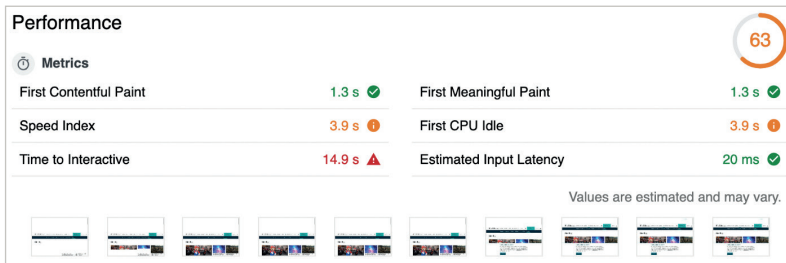 Performance
63
Metrics
First Contentful Paint 1.3 s
First Meaningful Paint 1.3 s
Speed Index 3.9 s
First CPU Idle 3.9 s
Time to Interactive 14.9 s
Estimated Input Latency 20 ms
Values are estimated and may vary.